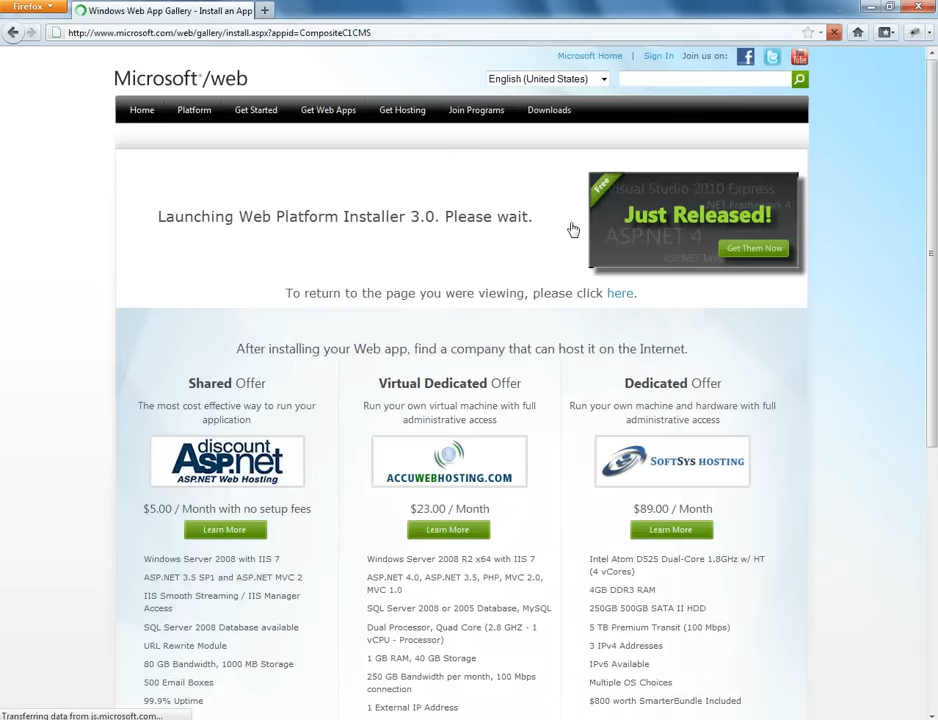 Firefox
Windows Web App Gallery - Install an App
http://www.microsoft.com/web/gallery/install.aspx?appid=CompositeC1CMS
Microsoft Home Sign In Join us on:
Microsoft/web
English (United States)
Home Platform Get Started Get Web Apps Get Hosting Join Programs Downloads
Free
Visual Studio 2010 Express
.NET Framework 4
Just Released!
ASP.NET 4
Get Them Now
ASP.NET MVC
Launching Web Platform Installer 3.0. Please wait.
To return to the page you were viewing, please click here.
After installing your Web app, find a company that can host it on the Internet.
Shared Offer
The most cost effective way to run your
application
discount
ASP.net
ASP.NET Web Hosting
$5.00 / Month with no setup fees
Learn More
Windows Server 2008 with IIS 7
ASP.NET 3.5 SP1 and ASP.NET MVC 2
IIS Smooth Streaming / IIS Manager
Access
SQL Server 2008 Database available
URL Rewrite Module
80 GB Bandwidth, 1000 MB Storage
500 Email Boxes
99.9% Uptime
Virtual Dedicated Offer
Run your own virtual machine with full
administrative access
ACCUWEBHOSTING.COM
$23.00 / Month
Learn More
Windows Server 2008 R2 x64 with IIS 7
ASP.NET 4.0, ASP.NET 3.5, PHP, MVC 2.0,
MVC 1.0
SQL Server 2008 or 2005 Database, MySQL
Dual Processor, Quad Core (2.8 GHZ - 1
vCPU - Processor)
1 GB RAM, 40 GB Storage
250 GB Bandwidth per month, 100 Mbps
connection
1 External IP Address
Dedicated Offer
Run your own machine and hardware with full
administrative access
SOFTSYS HOSTING
$89.00 / Month
Learn More
Intel Atom D525 Dual-Core 1.8GHz w/ HT
(4 vCores)
4GB DDR3 RAM
250GB 500GB SATA II HDD
5 TB Premium Transit (100 Mbps)
3 IPv4 Addresses
IPv6 Available
Multiple OS Choices
$800 worth SmarterBundle Included
Transferring data from js.microsoft.com...